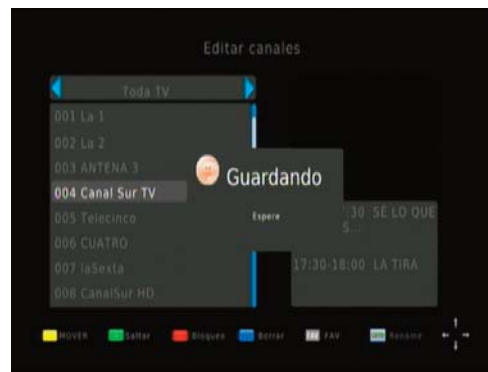 Editar canales
Toda TV
001 La 1
002 La 2
003 ANTENA 3
004 Canal Sur TV
005 Telecinco
006 CUATRO
007 laSexta
008 CanalSur HD
Guardando
Espere
:30 SÉ LO QUE
S...
17:30-18:00 LA TIRA
MOVER Saltar Bloqueo Borrar FAV Rename